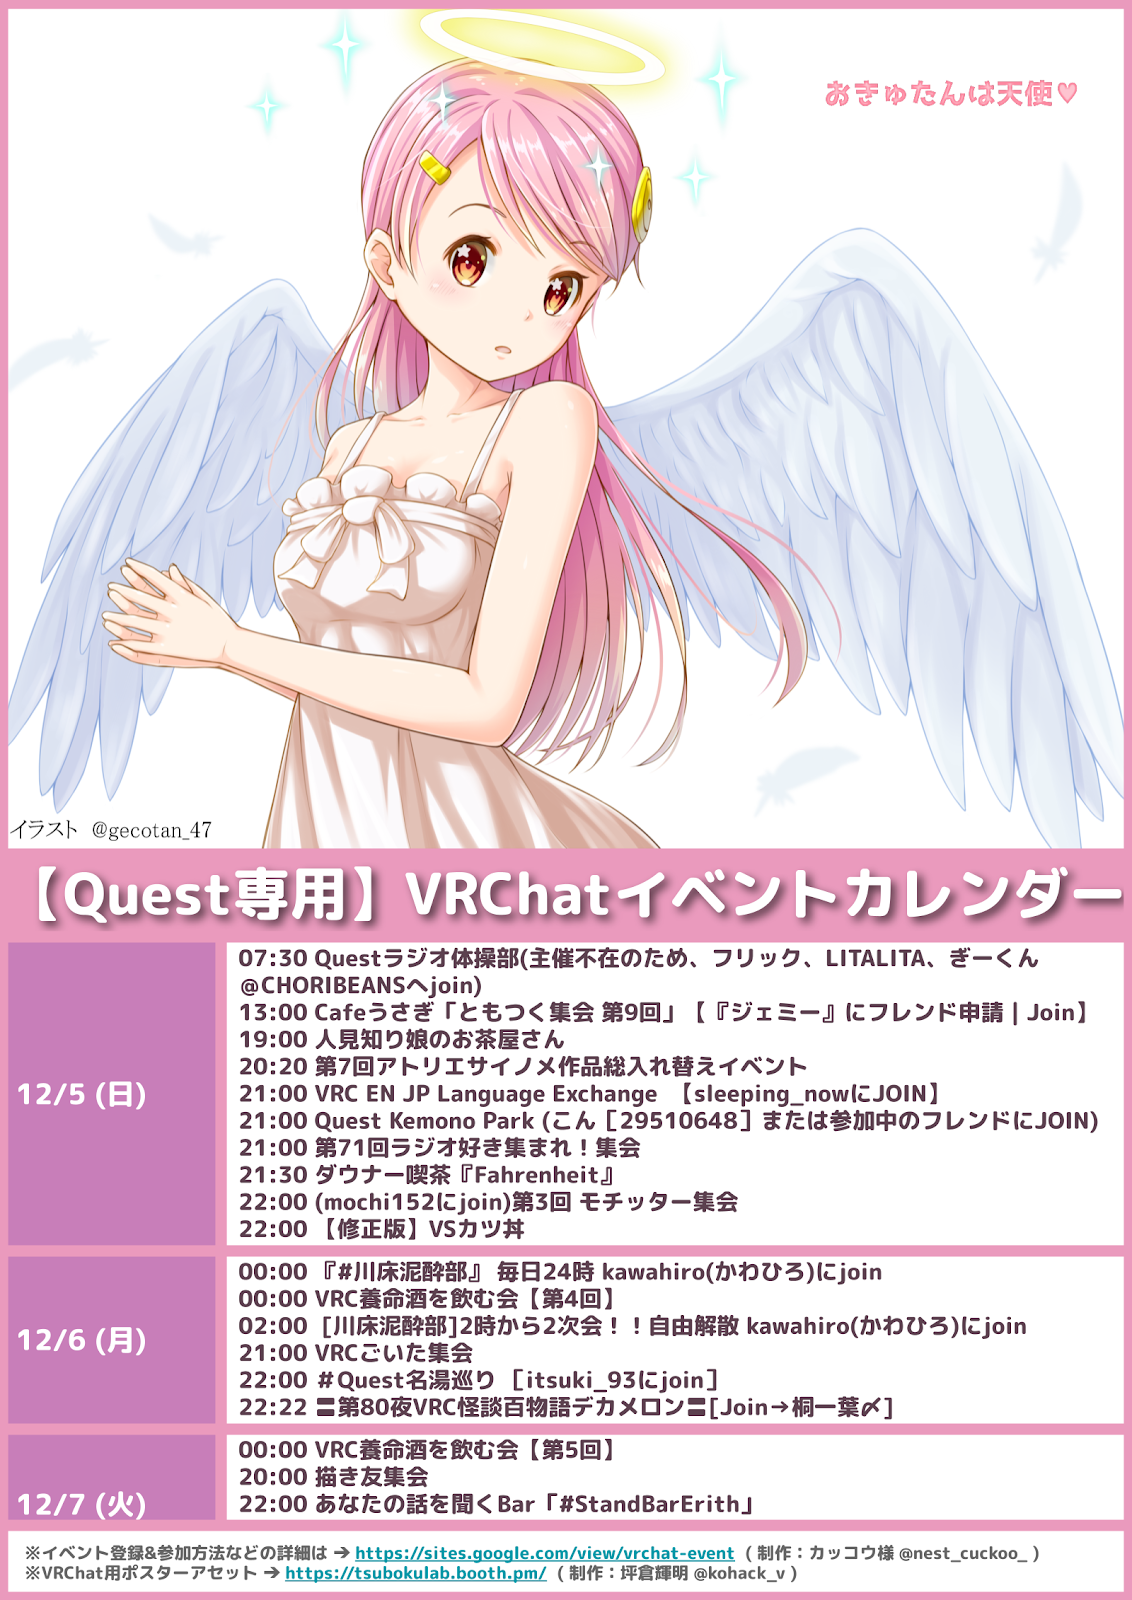 おきゅたんは天使♥
イラスト @gecotan_47
【Quest専用】VRChatイベントカレンダー
12/5 (日)
07:30 Questラジオ体操部(主催不在のため、フリック、LITALITA、ぎーくん
@CHORIBEANSへjoin)
13:00 Cafeうさぎ「ともつく集会 第9回」【『ジェミー』にフレンド申請 | Join】
19:00 人見知り娘のお茶屋さん
20:20 第7回アトリエサイノメ作品総入れ替えイベント
21:00 VRC EN JP Language Exchange 【sleeping_nowにJOIN】
21:00 Quest Kemono Park (こん［29510648］または参加中のフレンドにJOIN)
21:00 第71回ラジオ好き集まれ！集会
21:30 ダウナー喫茶『Fahrenheit』
22:00 (mochi152にjoin)第3回 モチッター集会
22:00 【修正版】VSカツ丼
12/6 (月)
00:00 『#川床泥酔部』 毎日24時 kawahiro(かわひろ)にjoin
00:00 VRC養命酒を飲む会【第4回】
02:00 [川床泥酔部]2時から2次会！！自由解散 kawahiro(かわひろ)にjoin
21:00 VRCごいた集会
22:00 ＃Quest名湯巡り ［itsuki_93にjoin］
22:22 〓第80夜VRC怪談百物語デカメロン〓[Join→桐一葉〆]
12/7 (火)
00:00 VRC養命酒を飲む会【第5回】
20:00 描き友集会
22:00 あなたの話を聞くBar「#StandBarErith」
※イベント登録&参加方法などの詳細は → https://sites.google.com/view/vrchat-event ( 制作：カッコウ様 @nest_cuckoo_ )
※VRChat用ポスターアセット → https://tsubokulab.booth.pm/ ( 制作：坪倉輝明 @kohack_v )